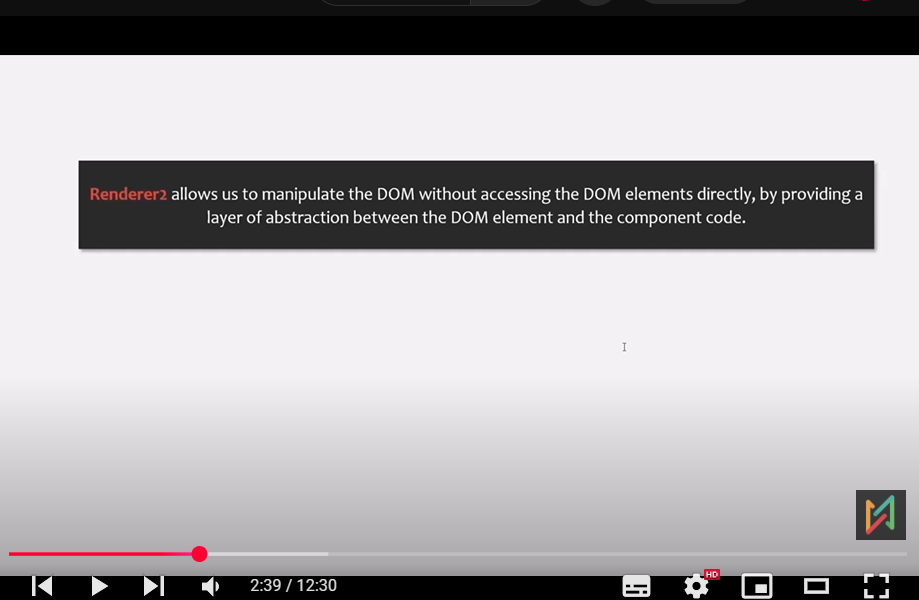 Renderer2 allows us to manipulate the DOM without accessing the DOM elements directly, by providing a
layer of abstraction between the DOM element and the component code.
HD
2:39 / 12:30